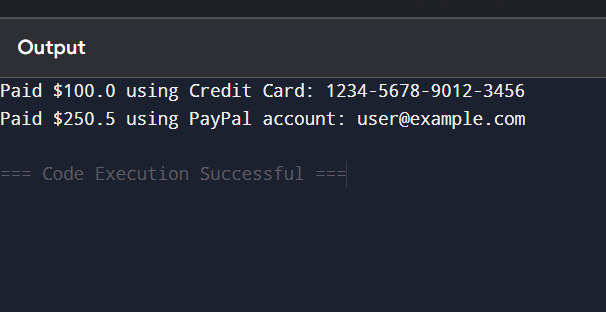 Output
Paid $100.0 using Credit Card: 1234-5678-9012-3456
Paid $250.5 using PayPal account: user@example.com
=== Code Execution Successful ===